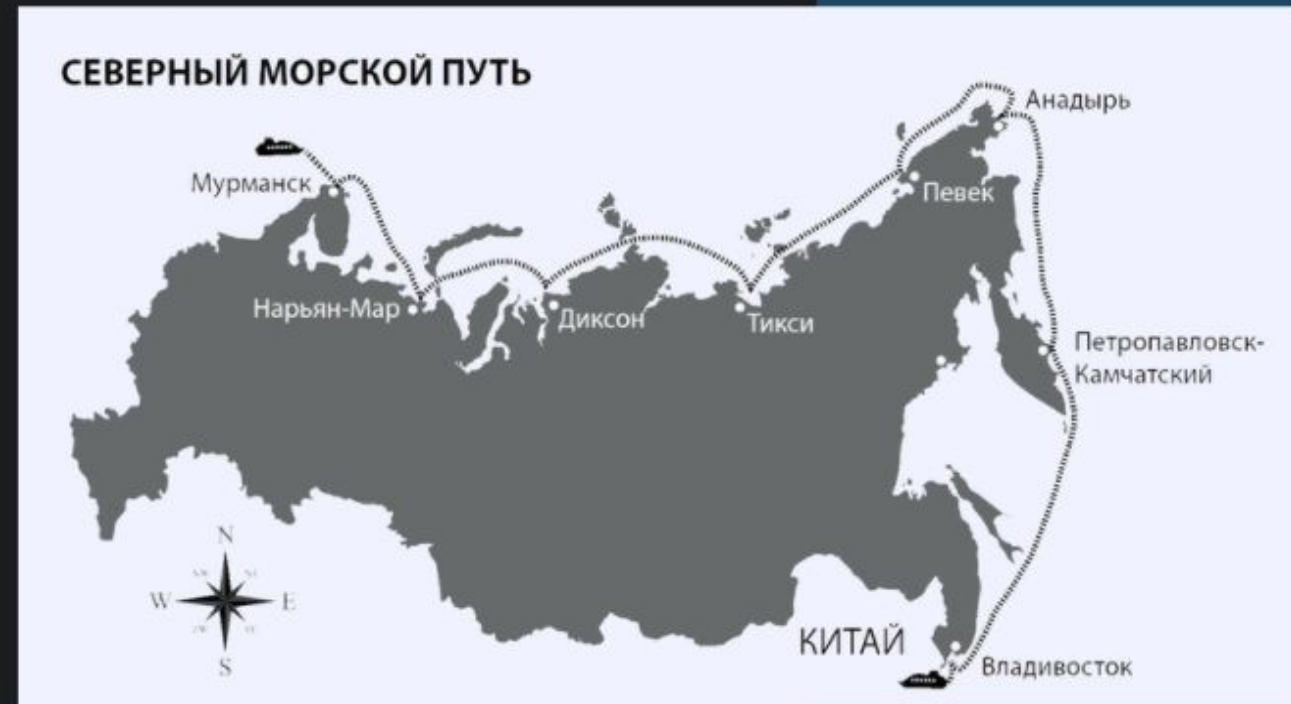 СЕВЕРНЫЙ МОРСКОЙ ПУТЬ
Анадырь
Мурманск
Певек
Нарьян-Мар
Диксон
Тикси
Петропавловск-
Камчатский
N
W
E
S
КИТАЙ
Владивосток